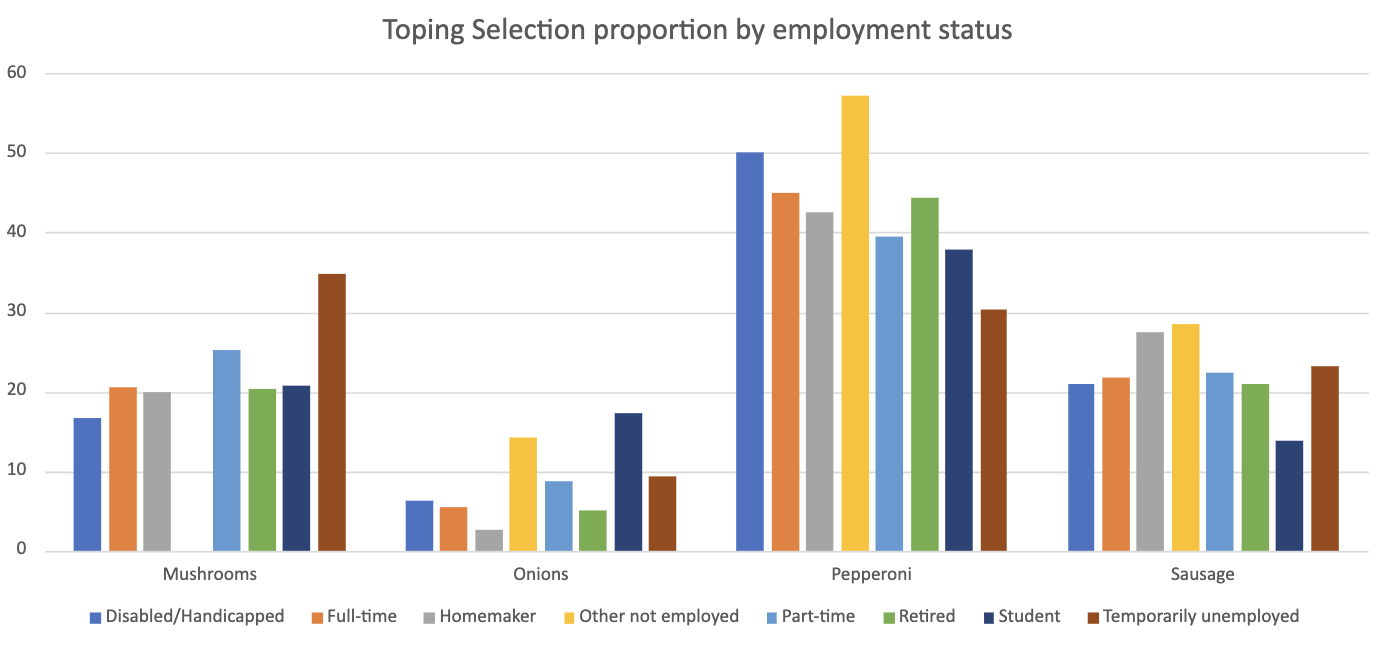 Toping Selection proportion by employment status
60
50
40
30
20
10
0
Mushrooms Onions Pepperoni Sausage
Disabled/Handicapped Full-time Homemaker Other not employed Part-time Retired Student Temporarily unemployed